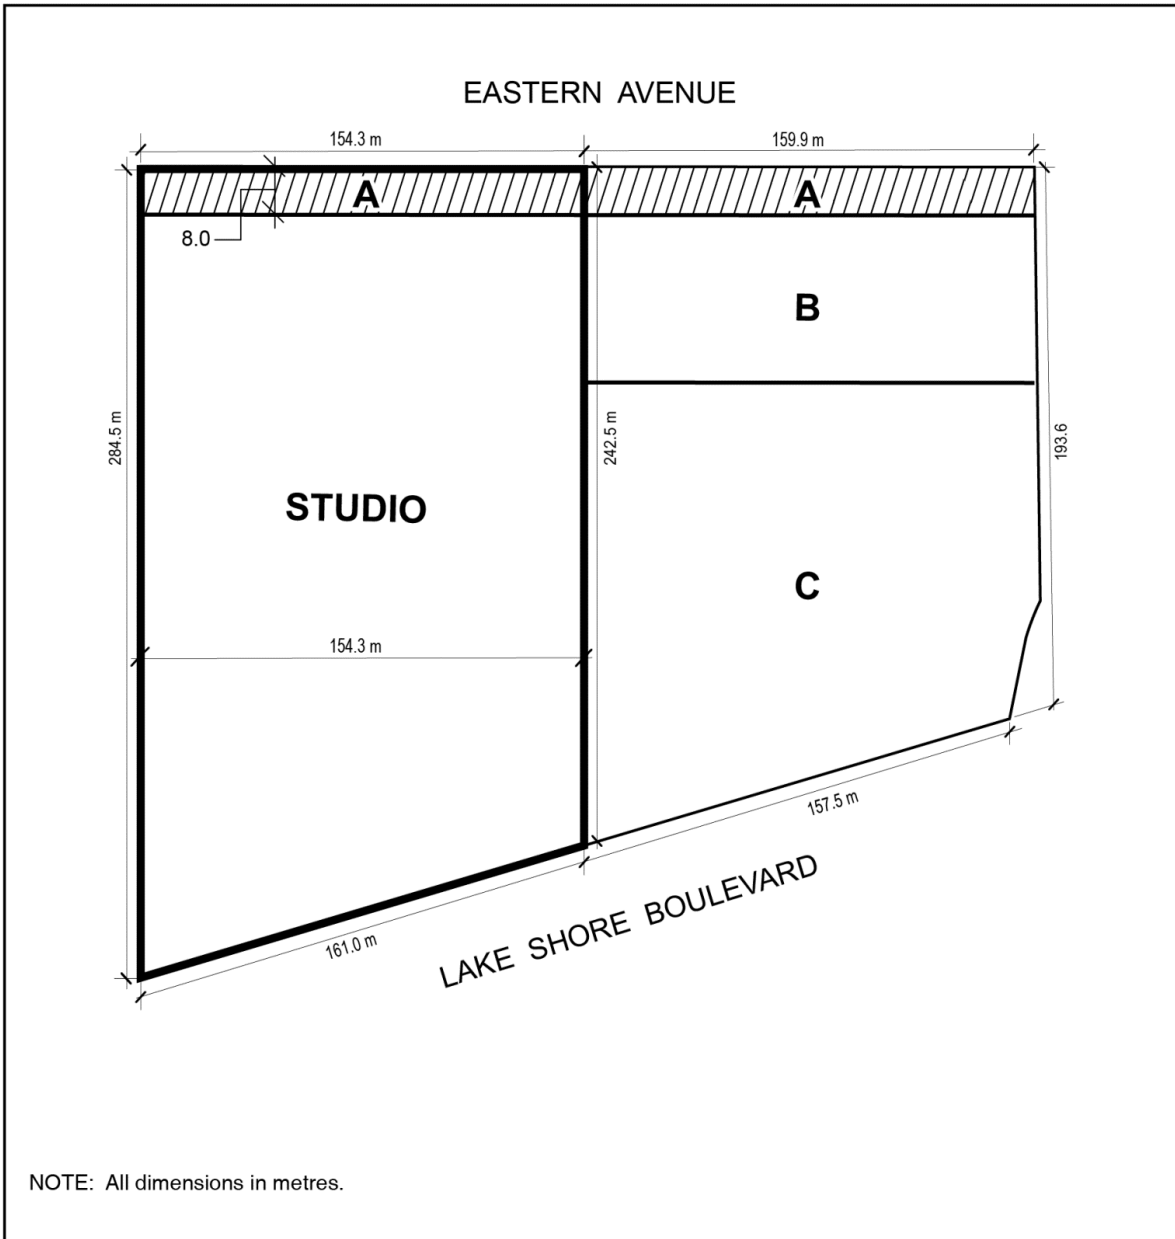 EASTERN AVENUE
154.3 m
159.9 m
A
A
8.0
B
284.5 m
242.5 m
193.6
STUDIO
C
154.3 m
157.5 m
161.0 m
LAKE SHORE BOULEVARD
NOTE: All dimensions in metres.